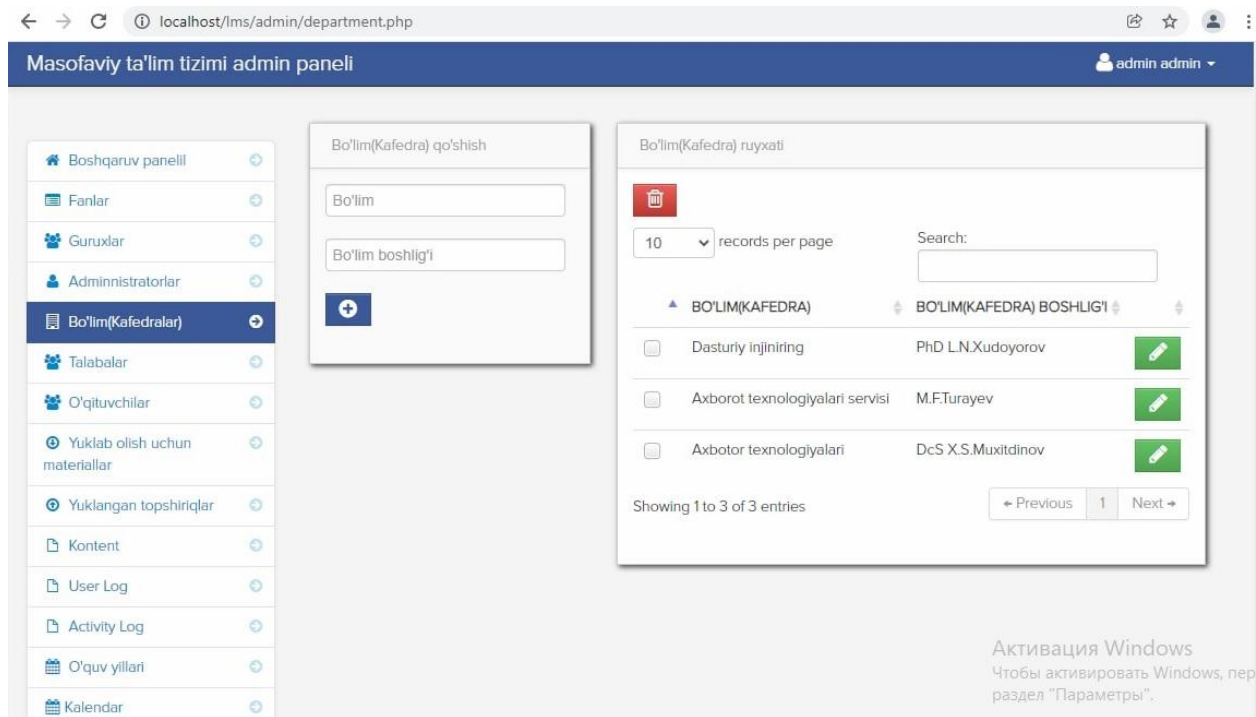 localhost/lms/admin/department.php
Masofaviy ta'lim tizimi admin paneli
admin admin
Boshqaruv panelil
Fanlar
Guruxlar
Adminnistratorlar
Bo'lim(Kafedralar)
Talabalar
O'qituvchilar
Yuklab olish uchun
materiallar
Yuklangan topshiriqlar
Kontent
User Log
Activity Log
O'quv yillari
Kalendar
Bo'lim(Kafedra) qo'shish
Bo'lim
Bo'lim boshlig'i
Bo'lim(Kafedra) ruyxati
10 records per page
Search:
BO'LIM(KAFEDRA) BO'LIM(KAFEDRA) BOSHLIG'I
Dasturiy injiniring PhD L.N.Xudoyorov
Axborot texnologiyalari servisi M.F.Turayev
Axbotor texnologiyalari DcS X.S.Muxitdinov
Showing 1 to 3 of 3 entries
Previous 1 Next
Активация Windows
Чтобы активировать Windows, пер
раздел "Параметры".